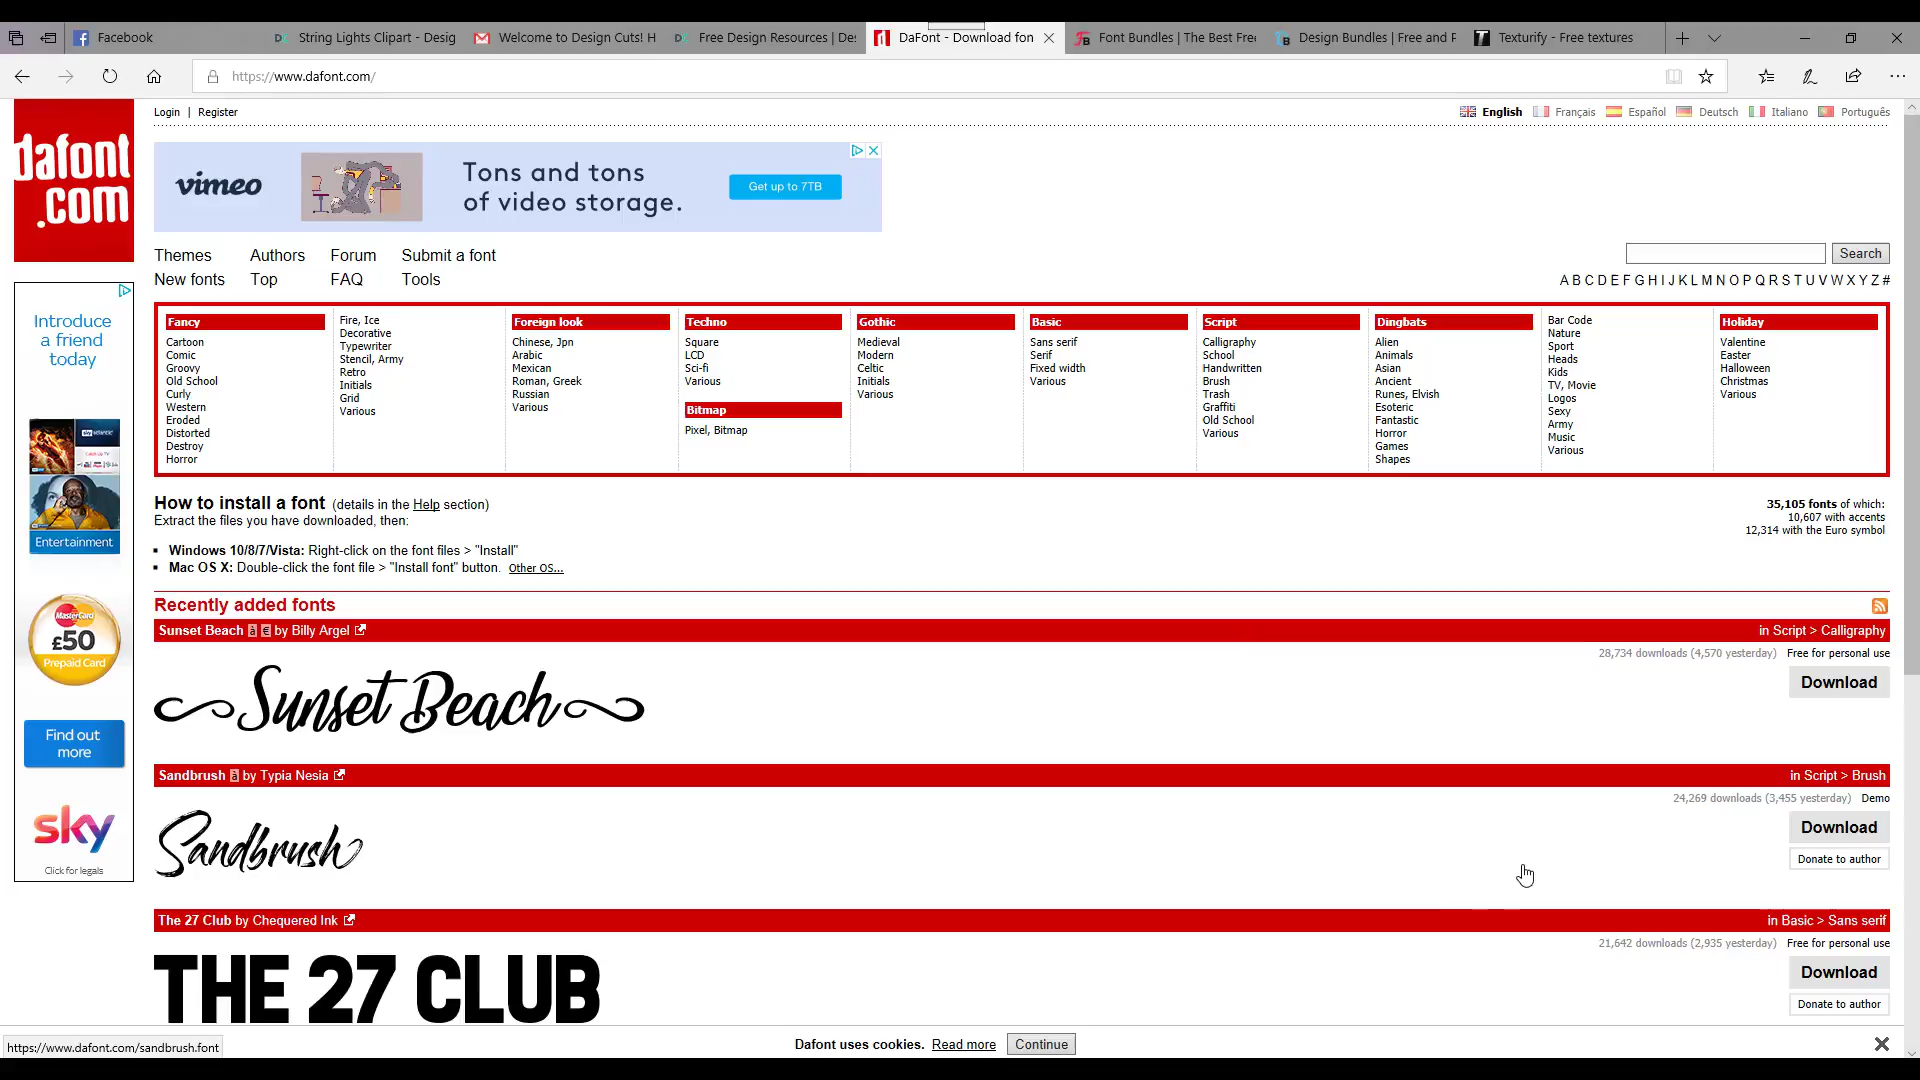 Facebook
String Lights Clipart - Desig
Welcome to Design Cuts! H
Free Design Resources | De
DaFont - Download fon
Font Bundles | The Best Fre
Design Bundles | Free and P
Texturify - Free textures
https://www.dafont.com/
dafont
.com
Login | Register
English
Français
Español
Deutsch
Italiano
Português
vimeo
Tons and tons
of video storage.
Get up to 7TB
Themes
Authors
Forum
Submit a font
New fonts
Top
FAQ
Tools
Search
A B C D E F G H I J K L M N O P Q R S T U V W X Y Z #
Introduce
a friend
today
Entertainment
MasterCard
£50
Prepaid Card
Find out
more
sky
Click for legals
Fancy
Cartoon
Comic
Groovy
Old School
Curly
Western
Eroded
Distorted
Destroy
Horror
Fire, Ice
Decorative
Typewriter
Stencil, Army
Retro
Initials
Grid
Various
Foreign look
Chinese, Jpn
Arabic
Mexican
Roman, Greek
Russian
Various
Techno
Square
LCD
Sci-fi
Various
Bitmap
Pixel, Bitmap
Gothic
Medieval
Modern
Celtic
Initials
Various
Basic
Sans serif
Serif
Fixed width
Various
Script
Calligraphy
School
Handwritten
Brush
Trash
Graffiti
Old School
Various
Dingbats
Alien
Animals
Asian
Ancient
Runes, Elvish
Esoteric
Fantastic
Horror
Games
Shapes
Bar Code
Nature
Sport
Heads
Kids
TV, Movie
Logos
Sexy
Army
Music
Various
Holiday
Valentine
Easter
Halloween
Christmas
Various
How to install a font (details in the Help section)
Extract the files you have downloaded, then:
Windows 10/8/7/Vista: Right-click on the font files > "Install"
Mac OS X: Double-click the font file > "Install font" button. Other OS...
35,105 fonts of which:
10,607 with accents
12,314 with the Euro symbol
Recently added fonts
Sunset Beach à € by Billy Argel
in Script > Calligraphy
28,734 downloads (4,570 yesterday) Free for personal use
Sunset Beach
Download
Sandbrush à by Typia Nesia
in Script > Brush
24,269 downloads (3,455 yesterday) Demo
Sandbrush
Download
Donate to author
The 27 Club by Chequered Ink
in Basic > Sans serif
21,642 downloads (2,935 yesterday) Free for personal use
THE 27 CLUB
Download
Donate to author
https://www.dafont.com/sandbrush.font
Dafont uses cookies. Read more Continue